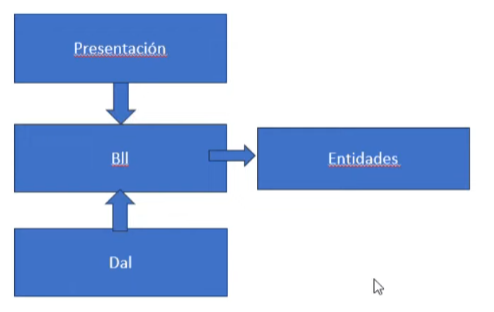 Presentación
Bll
Entidades
Dal